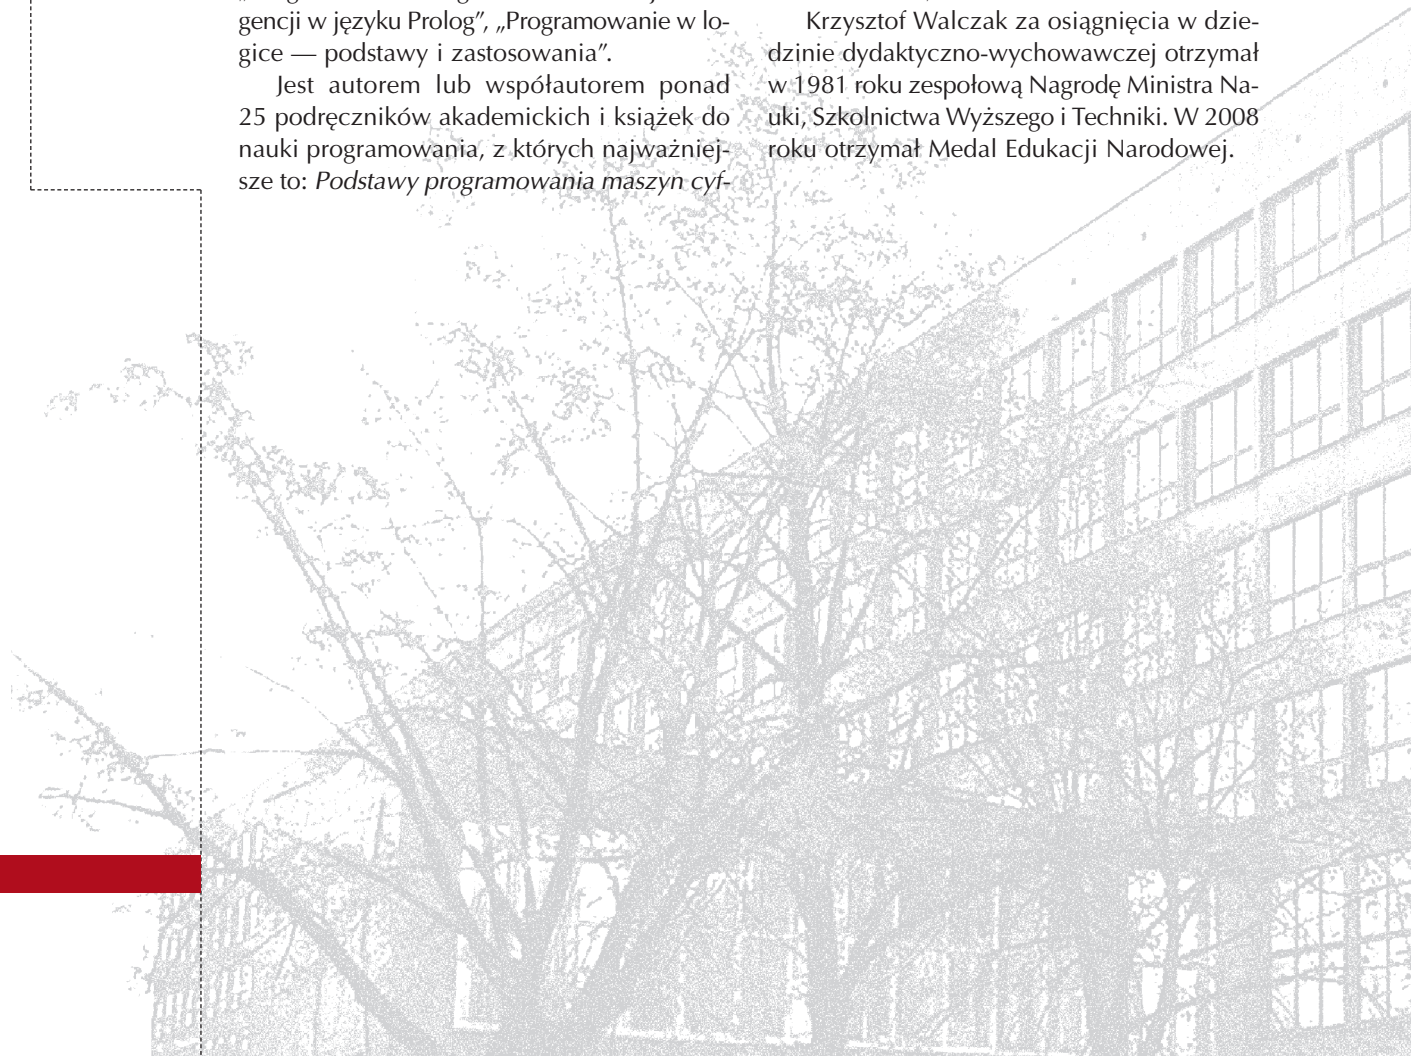 gencji w języku Prolog”, „Programowanie w lo-
gice — podstawy i zastosowania”.
Jest autorem lub współautorem ponad
25 podręczników akademickich i książek do
nauki programowania, z których najważniej-
sze to: Podstawy programowania maszyn cyf-
Krzysztof Walczak za osiągnięcia w dzie-
dzinie dydaktyczno-wychowawczej otrzymał
w 1981 roku zespołową Nagrodę Ministra Na-
uki, Szkolnictwa Wyższego i Techniki. W 2008
roku otrzymał Medal Edukacji Narodowej.